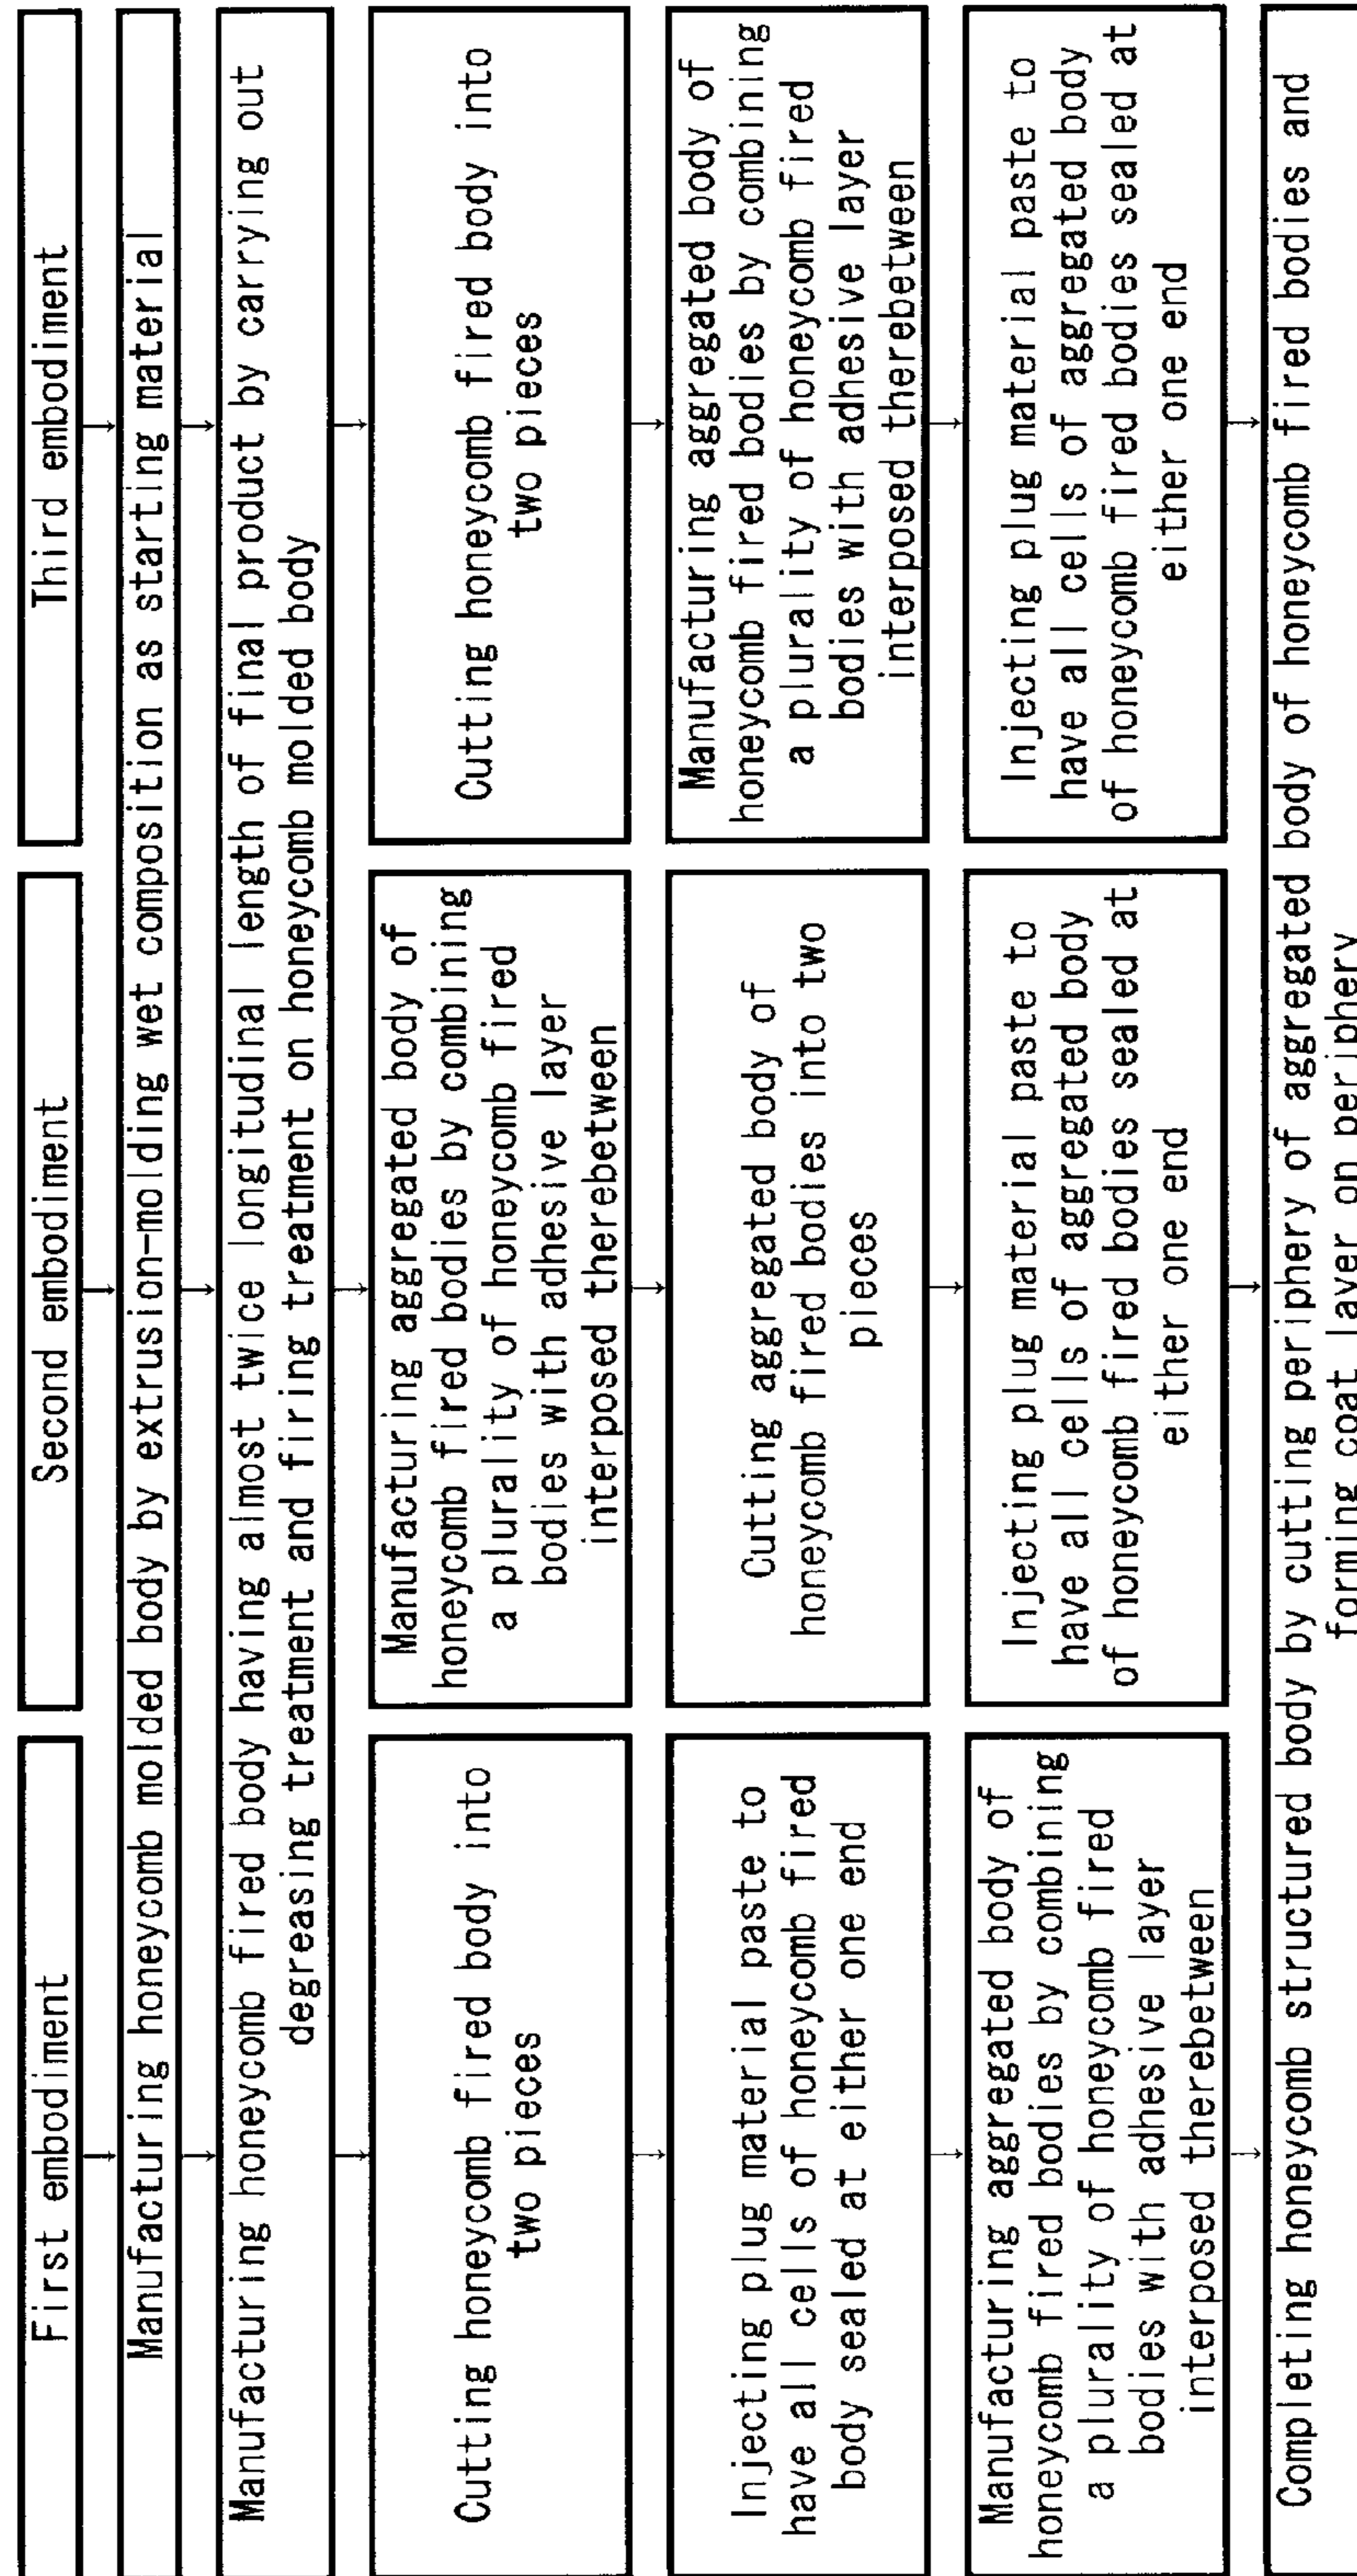 First embodiment
Second embodiment
Third embodiment
Manufacturing honeycomb molded body by extrusion-molding wet composition as starting material
Manufacturing honeycomb fired body having almost twice longitudinal length of final product by carrying out
degreasing treatment and firing treatment on honeycomb molded body
Cutting honeycomb fired body into
two pieces
Manufacturing aggregated body of
honeycomb fired bodies by combining
a plurality of honeycomb fired
bodies with adhesive layer
interposed therebetween
Cutting honeycomb fired body into
two pieces
Injecting plug material paste to
have all cells of honeycomb fired
body sealed at either one end
Cutting aggregated body of
honeycomb fired bodies into two
pieces
Manufacturing aggregated body of
honeycomb fired bodies by combining
a plurality of honeycomb fired
bodies with adhesive layer
interposed therebetween
Manufacturing aggregated body of
honeycomb fired bodies by combining
a plurality of honeycomb fired
bodies with adhesive layer
interposed therebetween
Injecting plug material paste to
have all cells of aggregated body
of honeycomb fired bodies sealed at
either one end
Injecting plug material paste to
have all cells of aggregated body
of honeycomb fired bodies sealed at
either one end
Completing honeycomb structured body by cutting periphery of aggregated body of honeycomb fired bodies and
forming coat layer on periphery